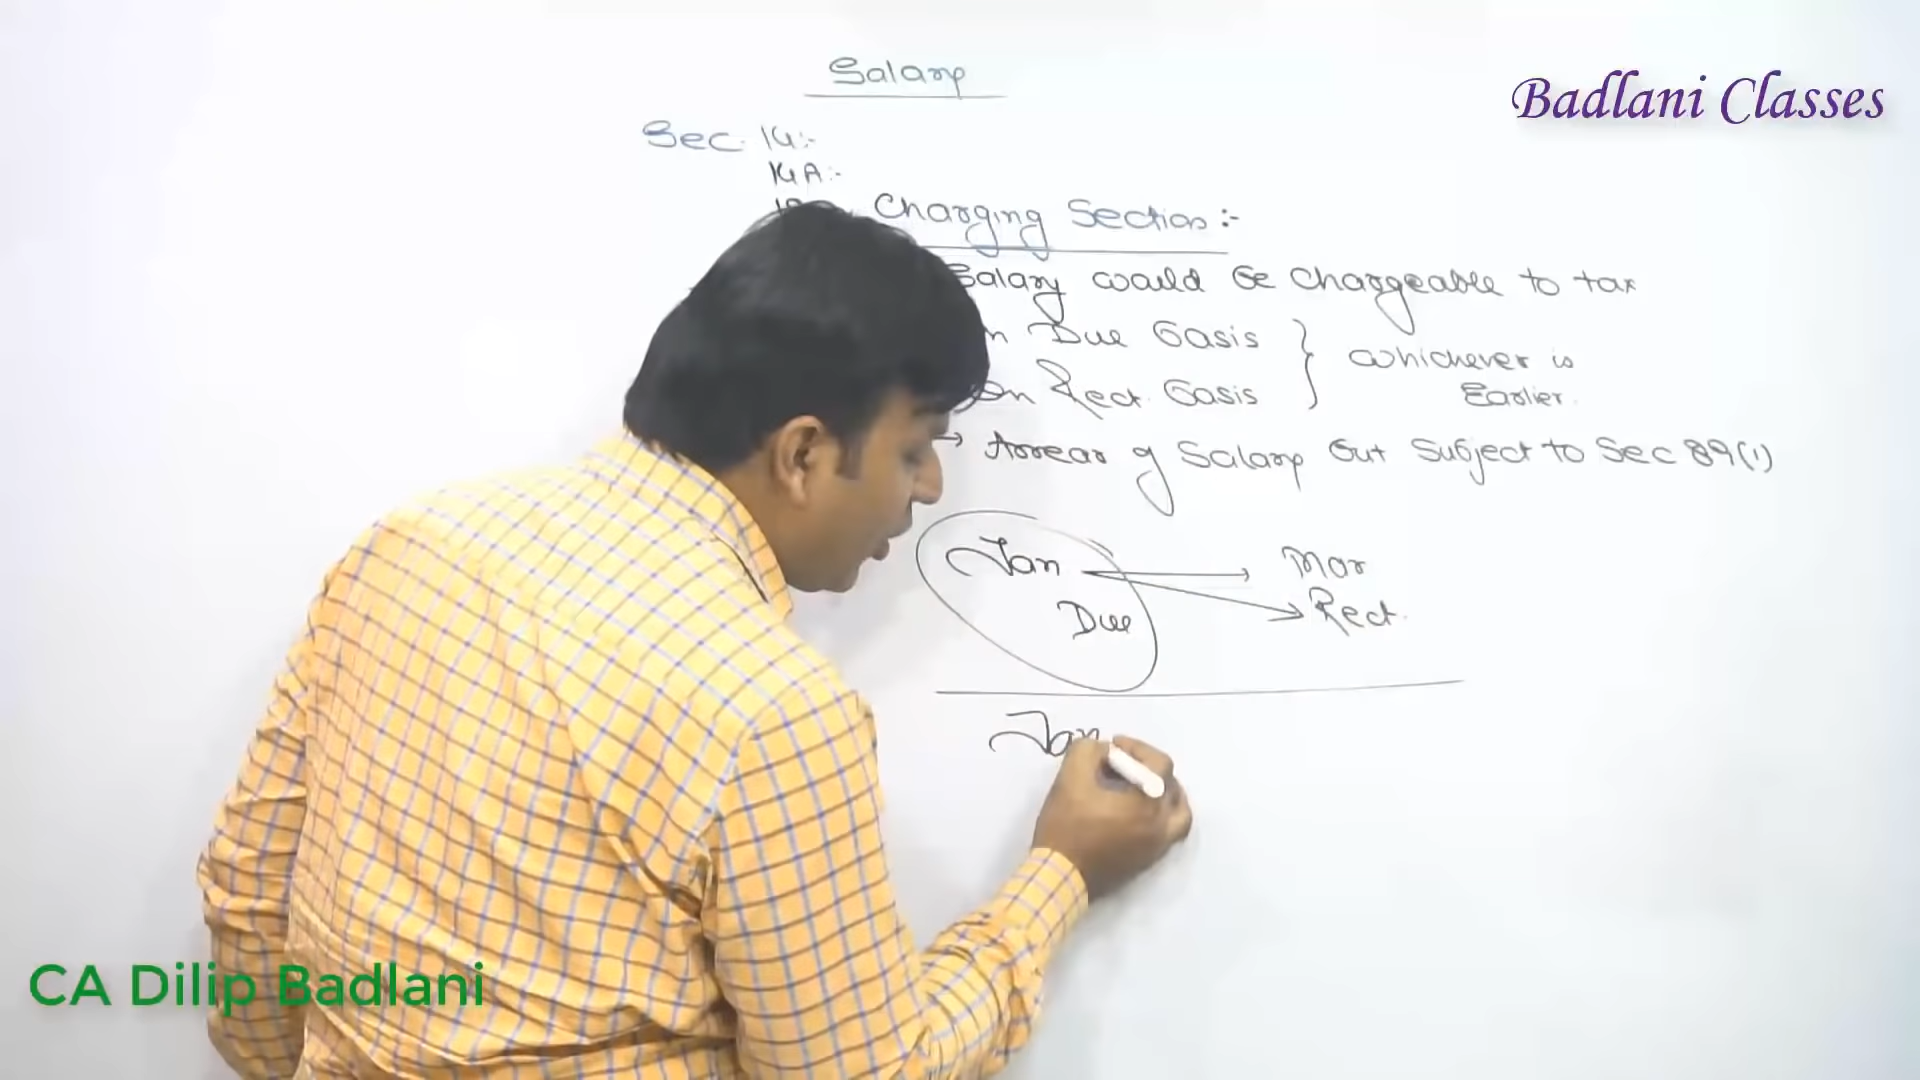 Salary
Badlani Classes
Sec. 14:-
14A:-
Charging Section:-
Salary would be chargeable to tax
Due basis
whichever is
On Rect. basis
Earlier.
→ Arrear of Salary but subject to Sec 89(1)
Jan → Mar
Due → Rect.
Jan
CA Dilip Badlani